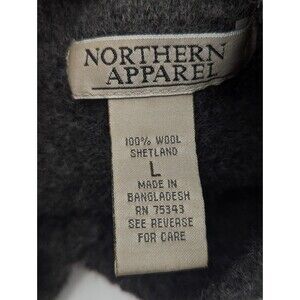 NORTHERN
APPAREL
100% WOOL
SHETLAND
L
MADE IN
BANGLADESH
RN 75343
SEE REVERSE
FOR CARE